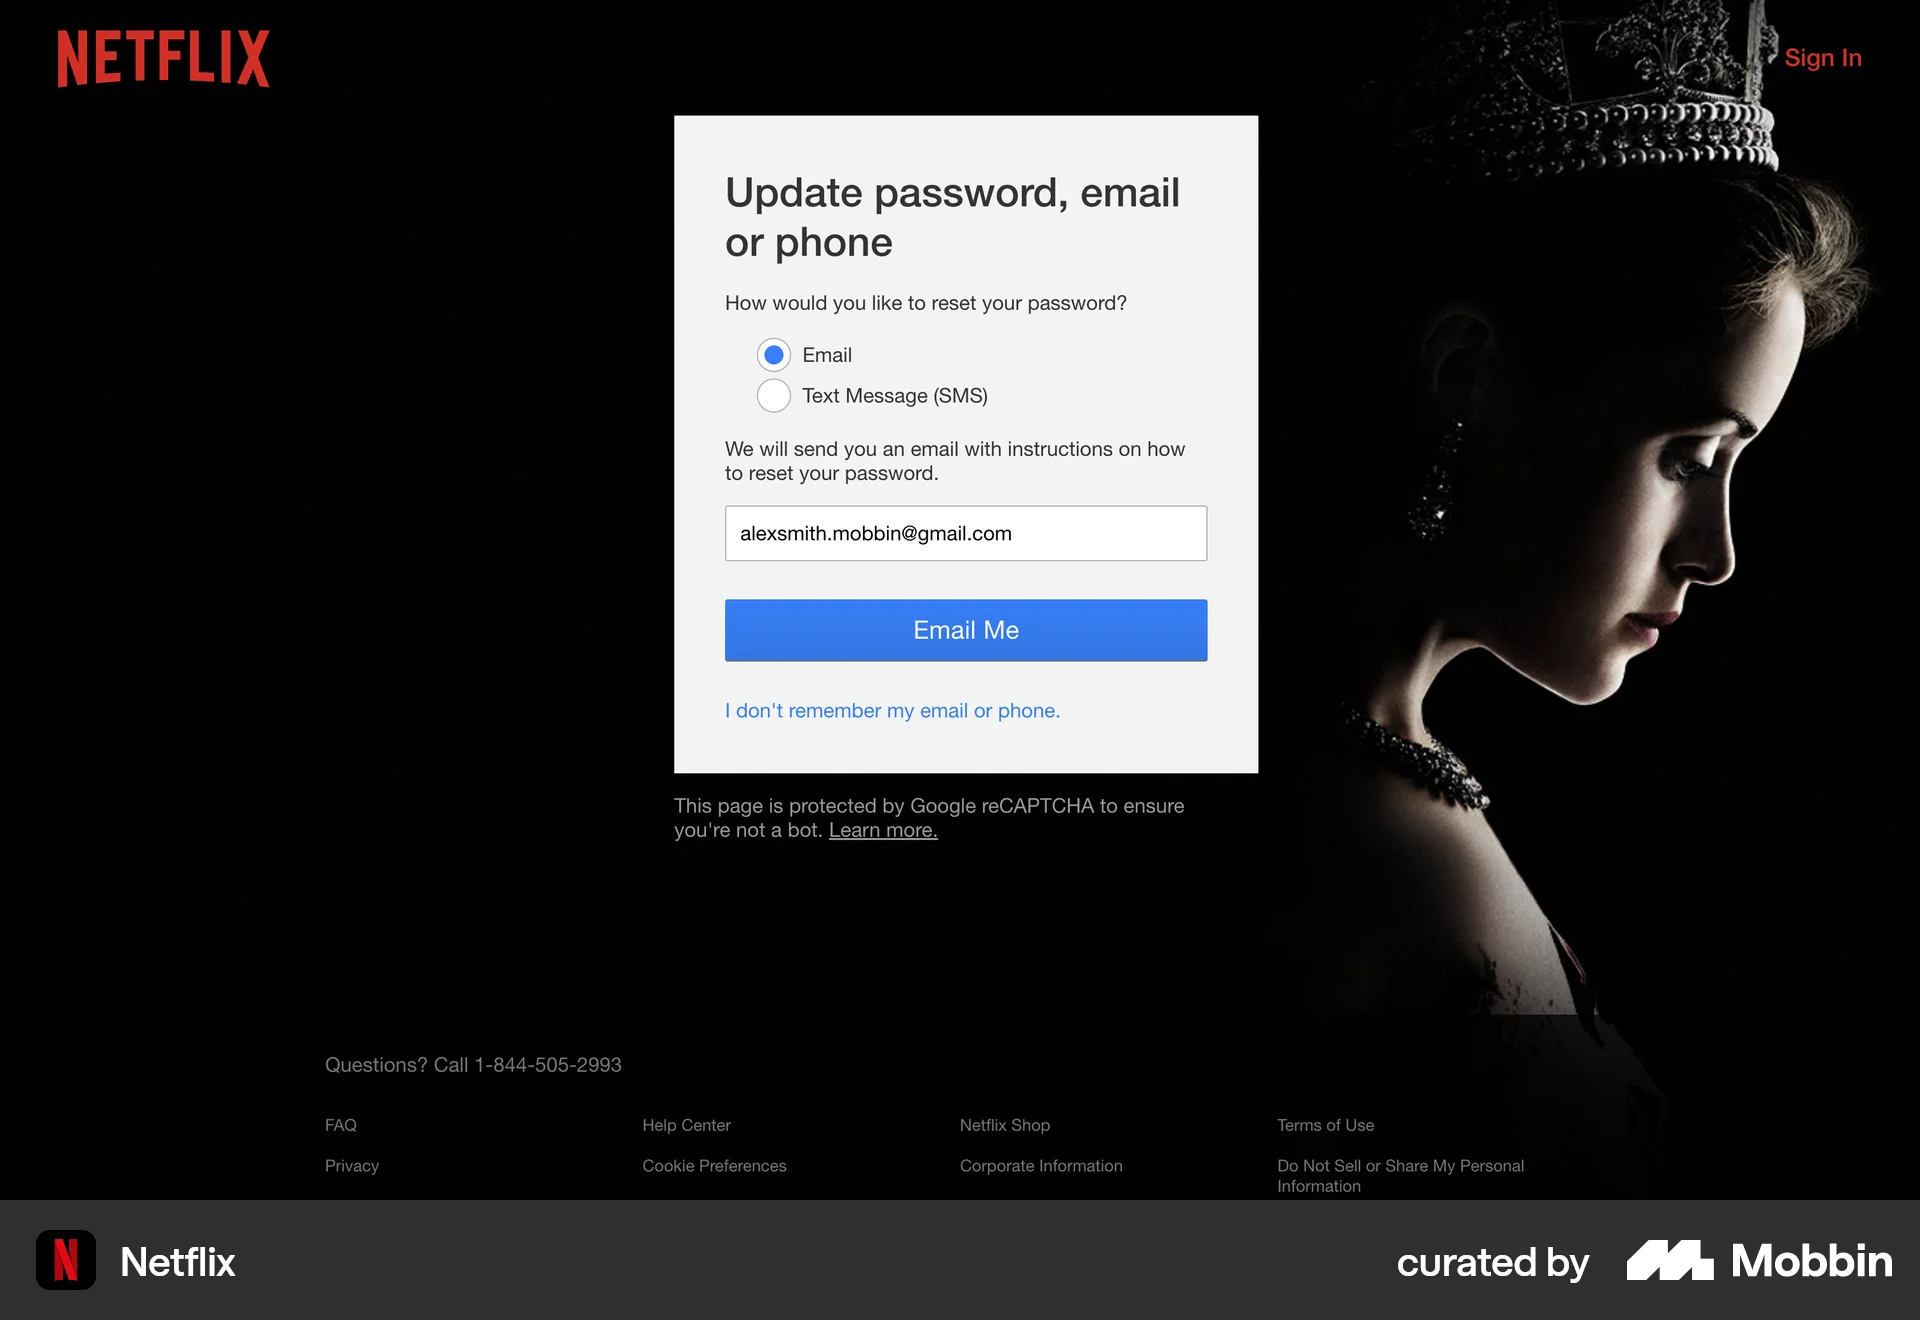 NETFLIX
Sign In
Update password, email
or phone
How would you like to reset your password?
Email
Text Message (SMS)
We will send you an email with instructions on how
to reset your password.
alexsmith.mobbin@gmail.com
Email Me
I don't remember my email or phone.
This page is protected by Google reCAPTCHA to ensure
you're not a bot. Learn more.
Questions? Call 1-844-505-2993
FAQ
Help Center
Netflix Shop
Terms of Use
Privacy
Cookie Preferences
Corporate Information
Do Not Sell or Share My Personal
Information
N
Netflix
curated by
Mobbin